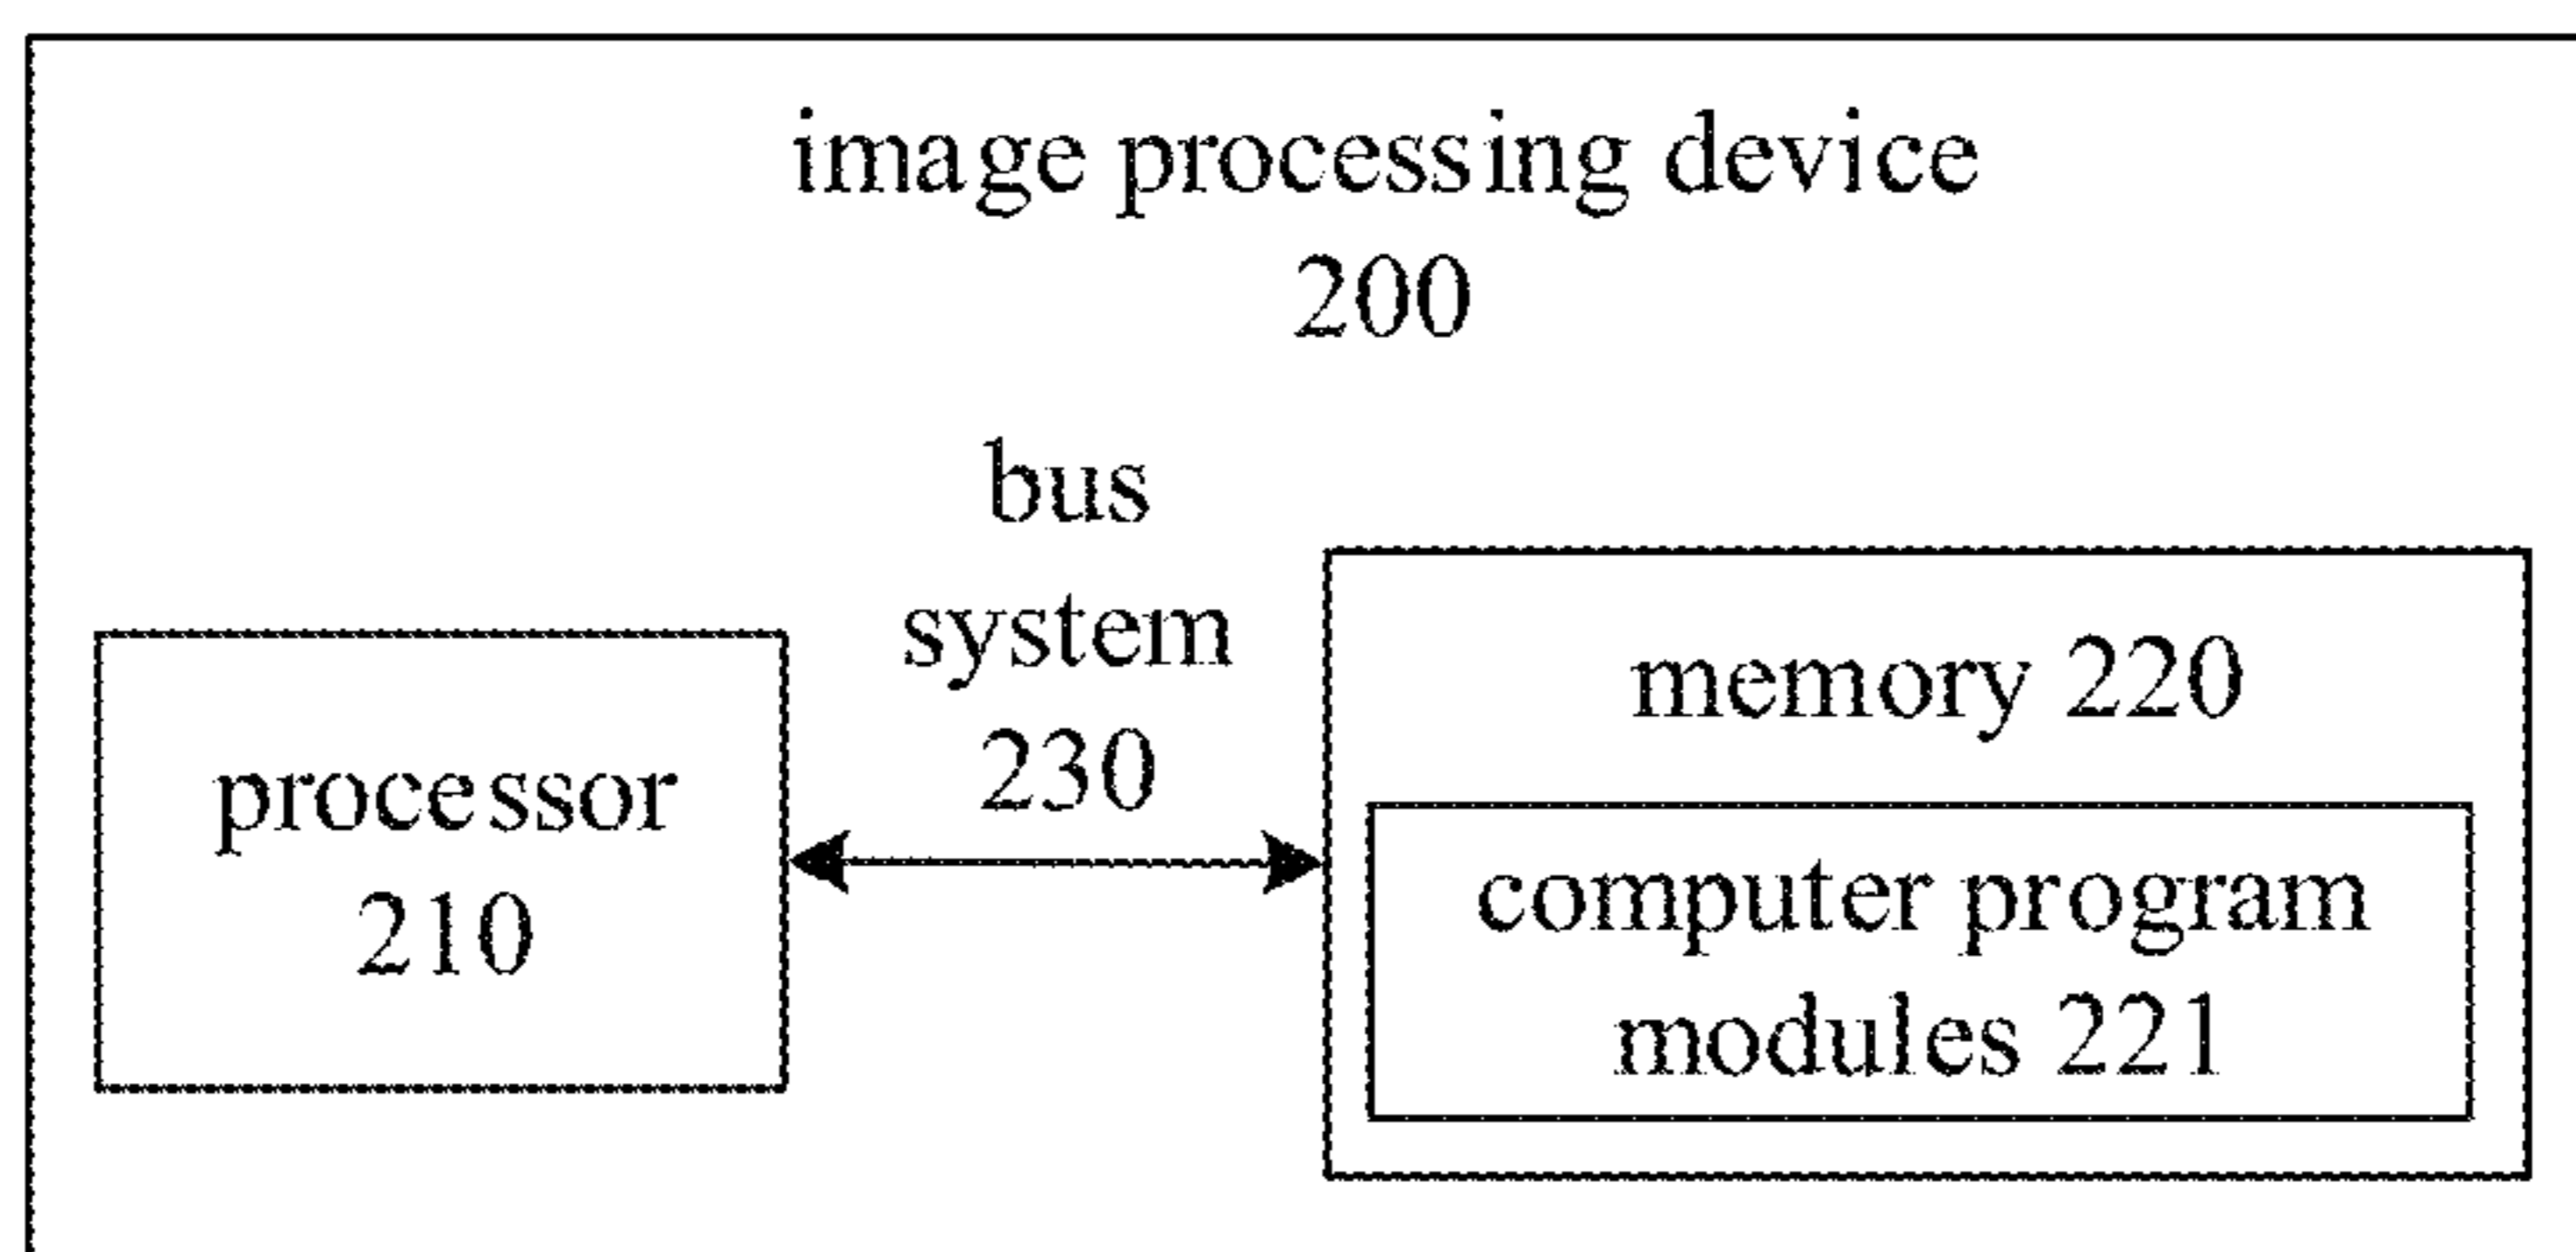 image processing device
200
bus
system
230
processor
210
memory 220
computer program
modules 221